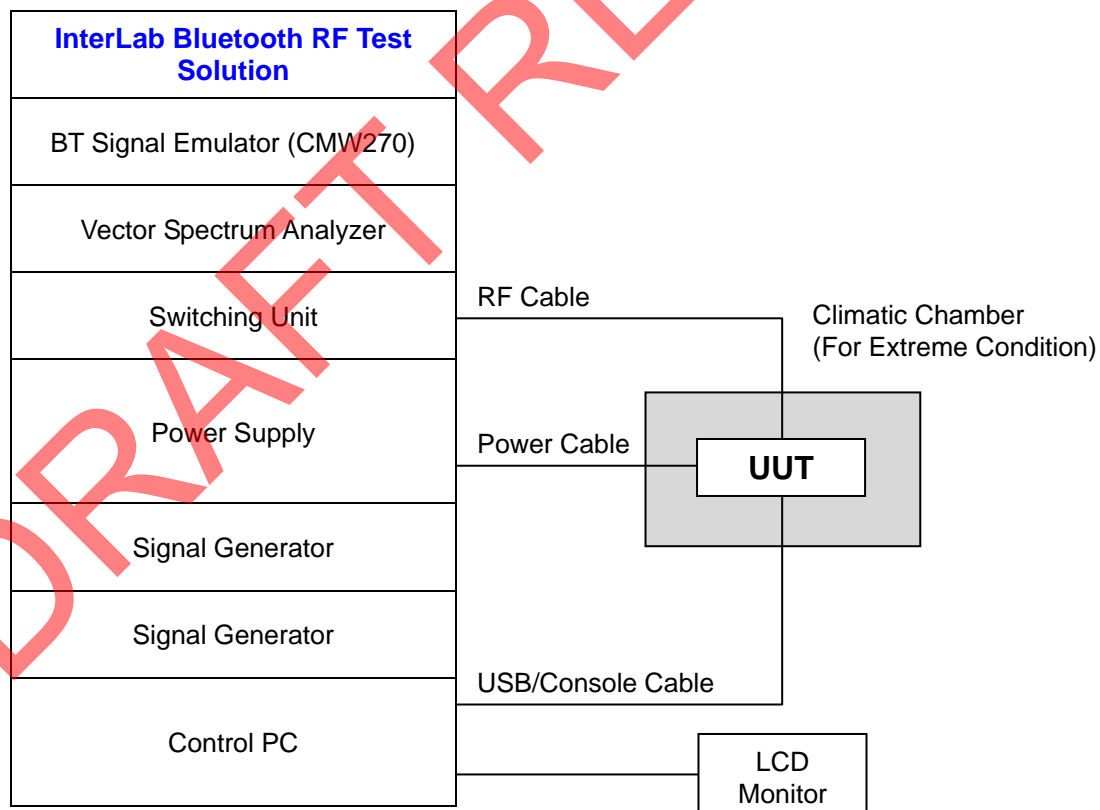 InterLab Bluetooth RF Test
Solution
BT Signal Emulator (CMW270)
Vector Spectrum Analyzer
Switching Unit
Power Supply
Signal Generator
Signal Generator
Control PC
RF Cable
Climatic Chamber
(For Extreme Condition)
Power Cable
UUT
USB/Console Cable
LCD
Monitor
DRAFT